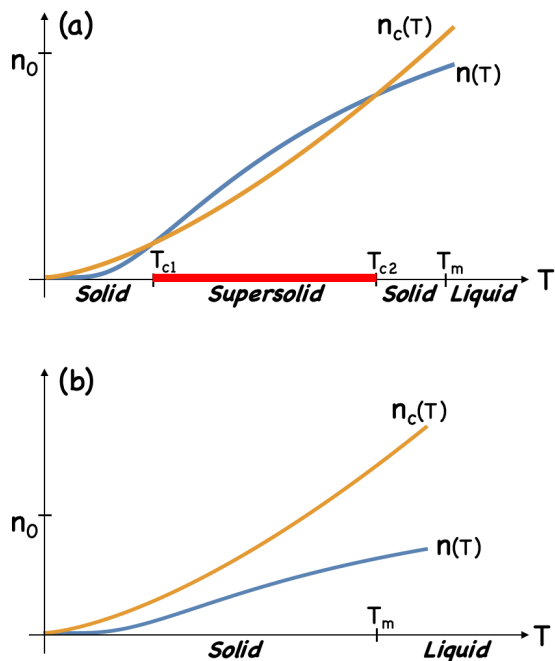 (a)
n_c(T)
n_0
n(T)
T_c1
T_c2
T_m
T
Solid
Supersolid
Solid
Liquid
(b)
n_c(T)
n_0
n(T)
T_m
T
Solid
Liquid